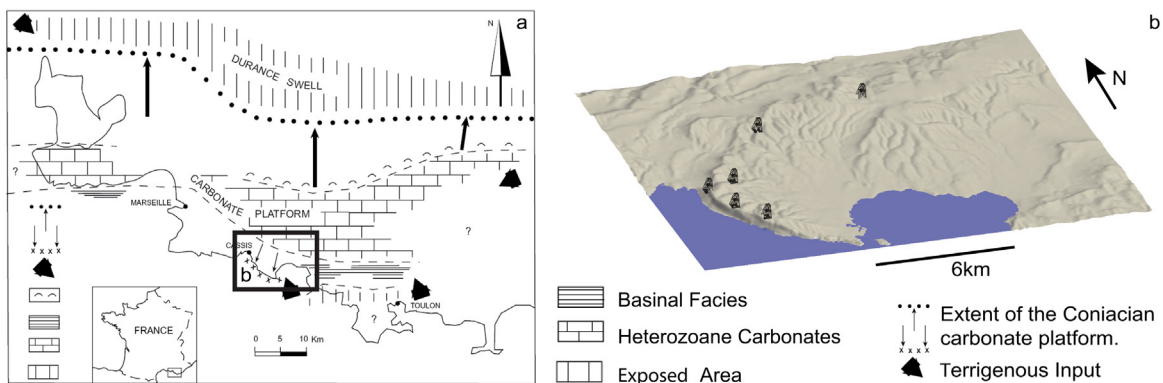 a
N
DURANCE SWELL
?
?
CARBONATE
PLATFORM
MARSEILLE
?
CASSIS
b
TOULON
?
FRANCE
0 5 10 Km
b
N
6km
Basinal Facies
Heterozoane Carbonates
Exposed Area
Extent of the Coniacian
carbonate platform.
Terrigenous Input